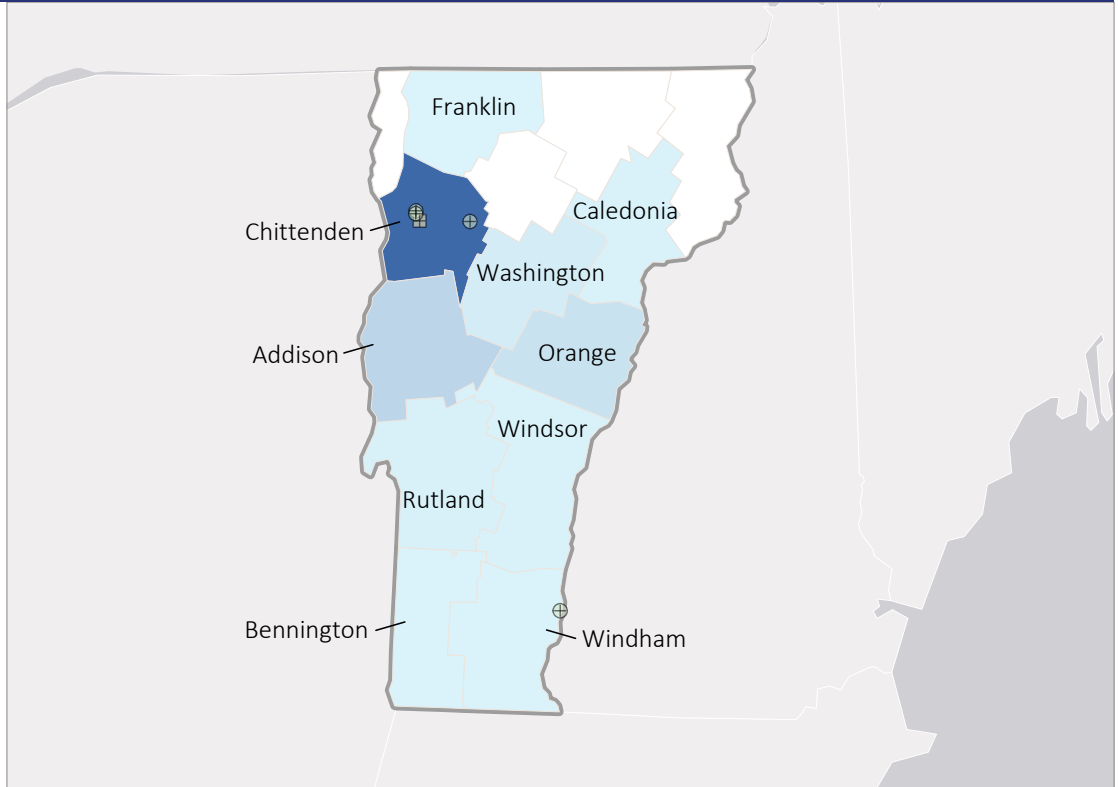 Franklin
Caledonia
Chittenden
Washington
Addison
Orange
Windsor
Rutland
Bennington
Windham